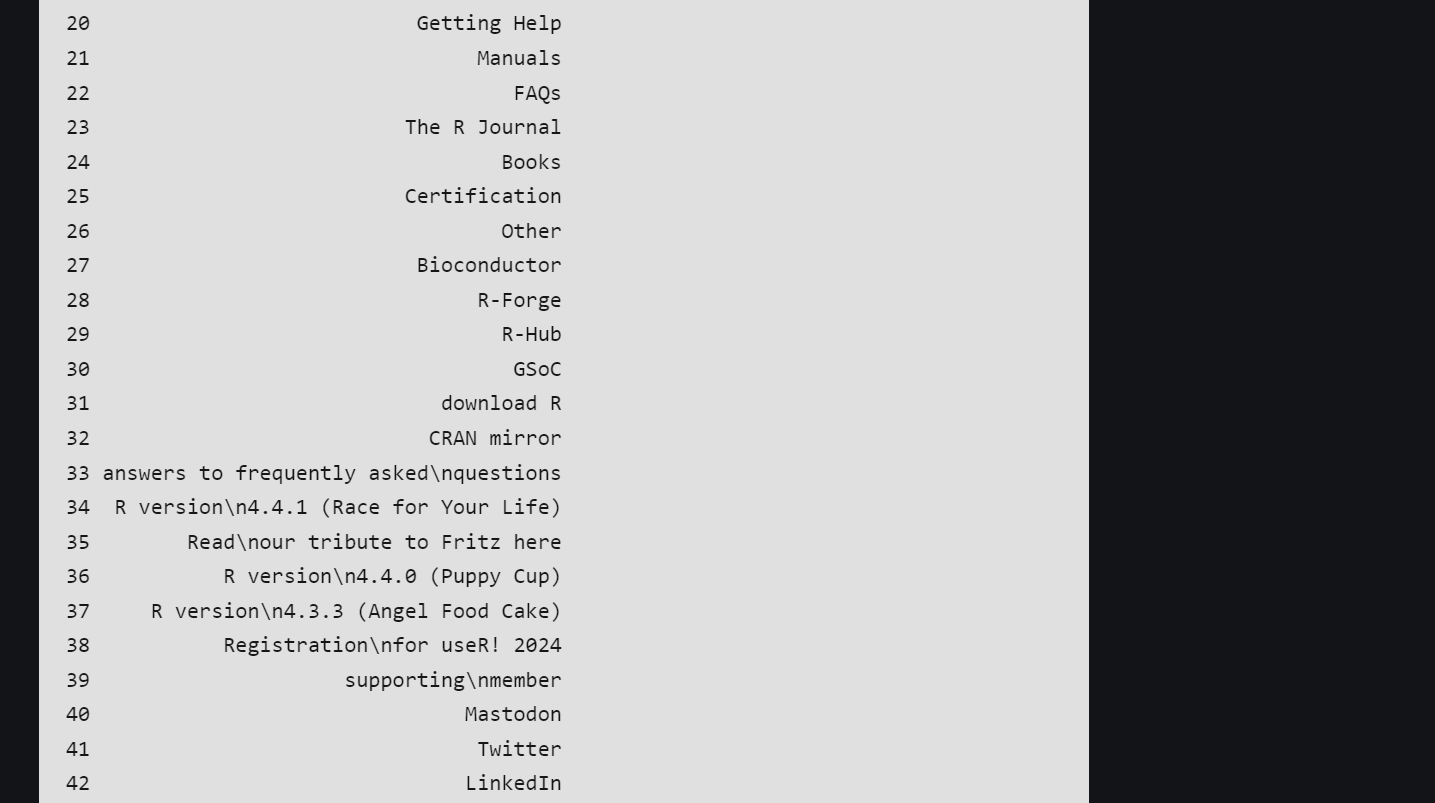 20 Getting Help
21 Manuals
22 FAQs
23 The R Journal
24 Books
25 Certification
26 Other
27 Bioconductor
28 R-Forge
29 R-Hub
30 GSoC
31 download R
32 CRAN mirror
33 answers to frequently asked\nquestions
34 R version\n4.4.1 (Race for Your Life)
35 Read\nour tribute to Fritz here
36 R version\n4.4.0 (Puppy Cup)
37 R version\n4.3.3 (Angel Food Cake)
38 Registration\nfor useR! 2024
39 supporting\nmember
40 Mastodon
41 Twitter
42 LinkedIn